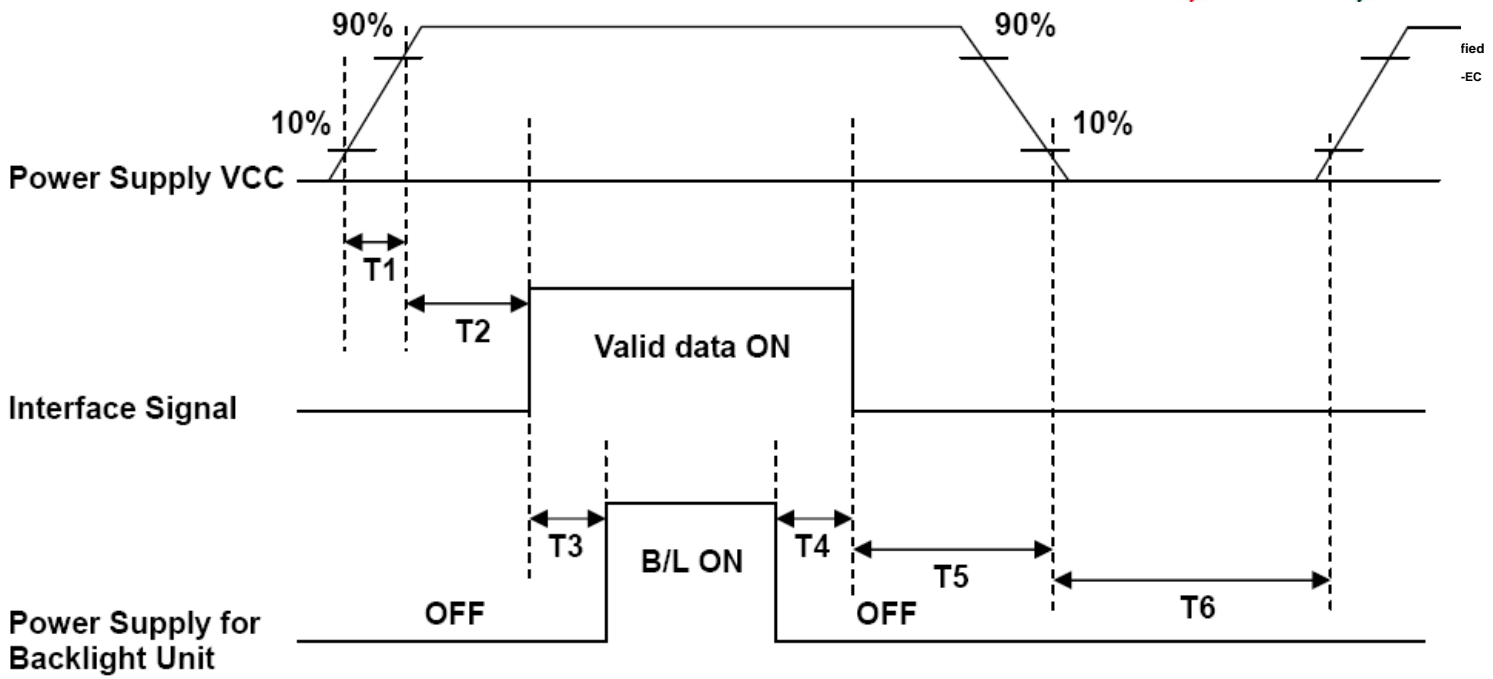 90%
90%
fied
-EC
10%
10%
Power Supply VCC
T1
T2
Valid data ON
Interface Signal
T3
T4
B/L ON
T5
T6
OFF
OFF
Power Supply for
Backlight Unit